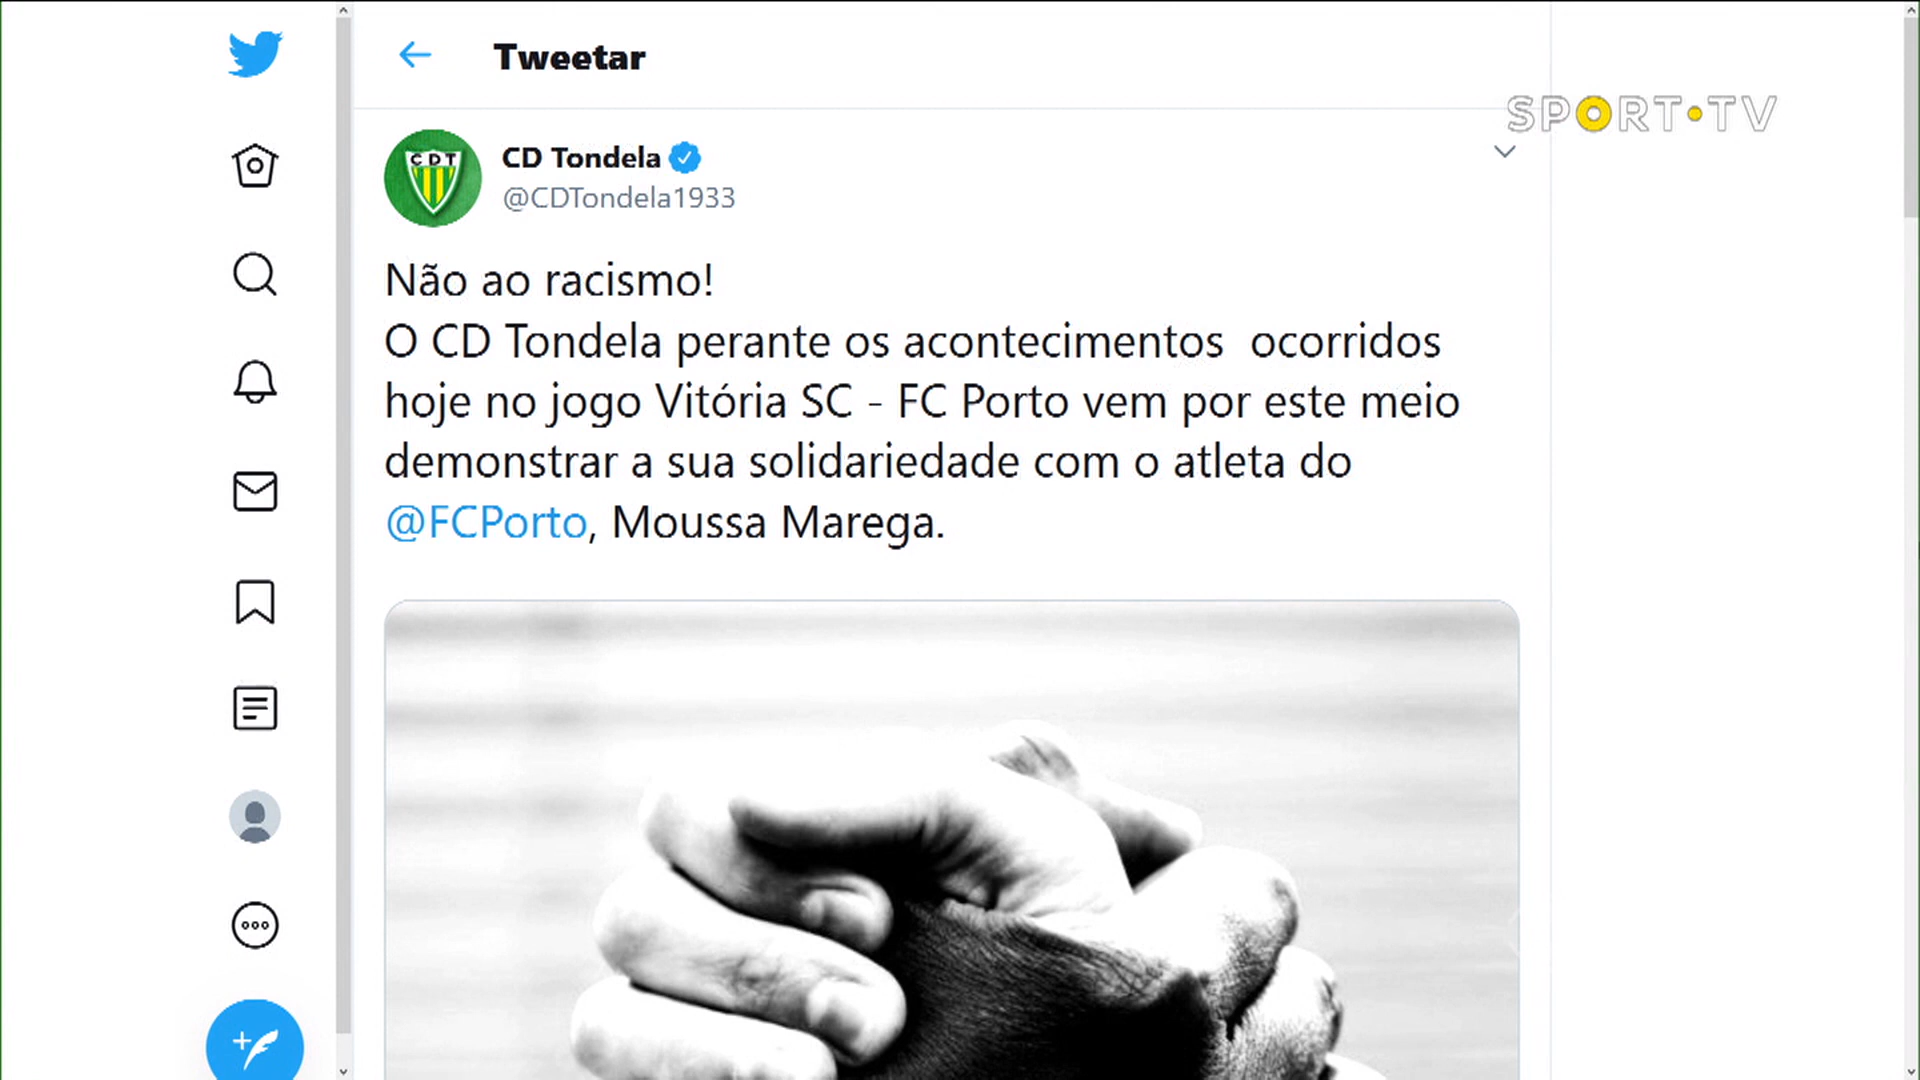 Tweetar
SPORT•TV
CDT
CD Tondela
@CDTondela1933
Não ao racismo!
O CD Tondela perante os acontecimentos ocorridos
hoje no jogo Vitória SC - FC Porto vem por este meio
demonstrar a sua solidariedade com o atleta do
@FCPorto, Moussa Marega.